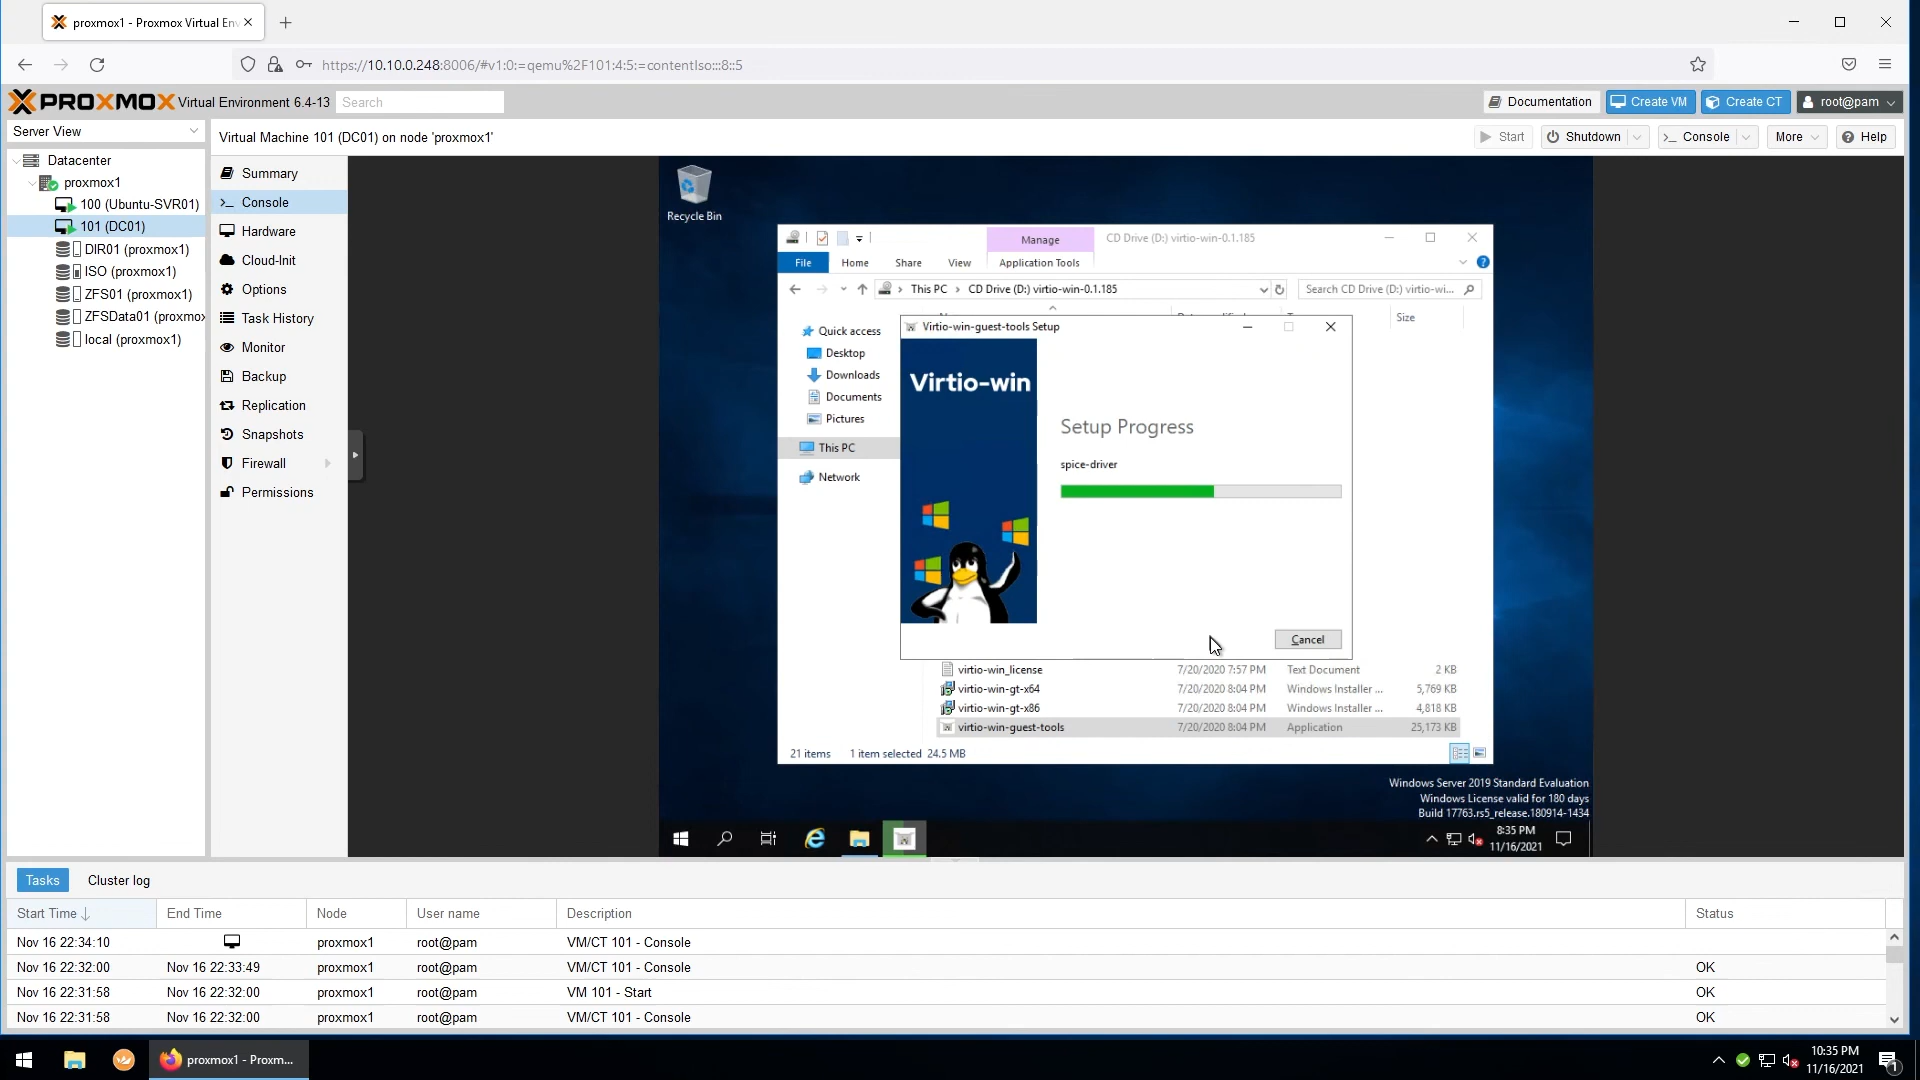 proxmox1 - Proxmox Virtual En
https://10.10.0.248:8006/#v1:0:=qemu%2F101:4:5:=contentIso:::8::5
PROXMOX Virtual Environment 6.4-13
Search
Documentation
Create VM
Create CT
root@pam
Server View
Virtual Machine 101 (DC01) on node 'proxmox1'
Start
Shutdown
Console
More
Help
Datacenter
proxmox1
100 (Ubuntu-SVR01)
101 (DC01)
DIR01 (proxmox1)
ISO (proxmox1)
ZFS01 (proxmox1)
ZFSData01 (proxmox
local (proxmox1)
Summary
Console
Hardware
Cloud-Init
Options
Task History
Monitor
Backup
Replication
Snapshots
Firewall
Permissions
Recycle Bin
Manage
CD Drive (D:) virtio-win-0.1.185
File
Home
Share
View
Application Tools
This PC
CD Drive (D:) virtio-win-0.1.185
Search CD Drive (D:) virtio-wi...
Size
Quick access
Desktop
Downloads
Documents
Pictures
This PC
Network
Virtio-win-guest-tools Setup
Virtio-win
Setup Progress
spice-driver
Cancel
virtio-win_license 7/20/2020 7:57 PM Text Document 2 KB
virtio-win-gt-x64 7/20/2020 8:04 PM Windows Installer ... 5,769 KB
virtio-win-gt-x86 7/20/2020 8:04 PM Windows Installer ... 4,818 KB
virtio-win-guest-tools 7/20/2020 8:04 PM Application 25,173 KB
21 items 1 item selected 24.5 MB
Windows Server 2019 Standard Evaluation
Windows License valid for 180 days
Build 17763.rs5_release.180914-1434
8:35 PM
11/16/2021
Tasks
Cluster log
Start Time End Time Node User name Description Status
Nov 16 22:34:10 proxmox1 root@pam VM/CT 101 - Console
Nov 16 22:32:00 Nov 16 22:33:49 proxmox1 root@pam VM/CT 101 - Console OK
Nov 16 22:31:58 Nov 16 22:32:00 proxmox1 root@pam VM 101 - Start OK
Nov 16 22:31:58 Nov 16 22:32:00 proxmox1 root@pam VM/CT 101 - Console OK
proxmox1 - Proxm...
10:35 PM
11/16/2021
1